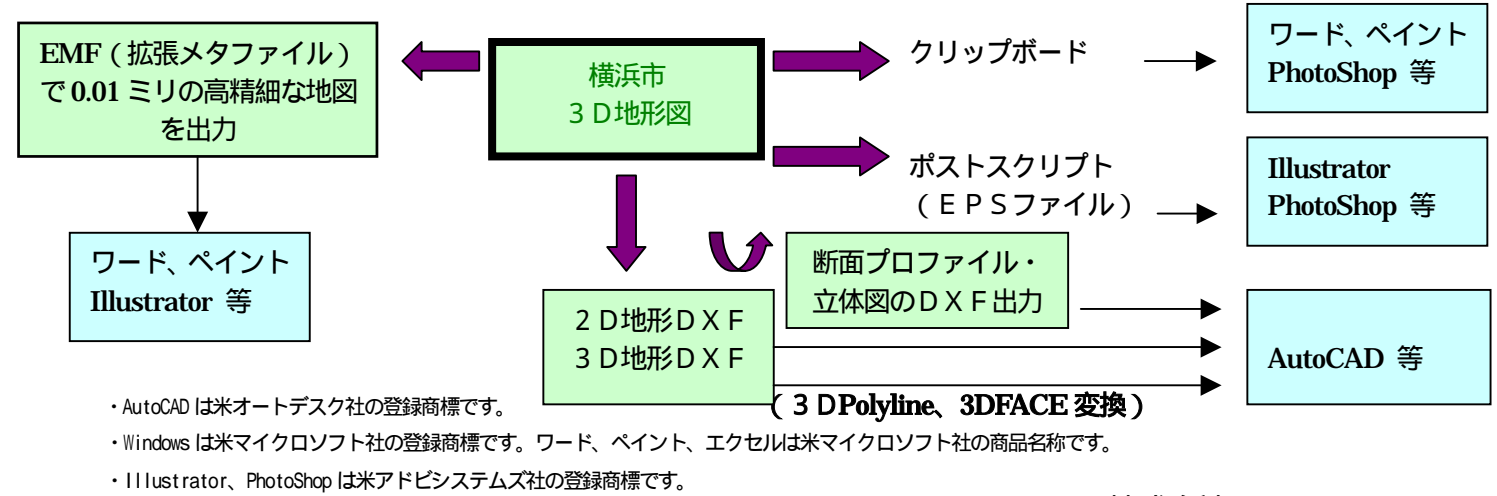 EMF（拡張メタファイル）
で 0.01 ミリの高精細な地図
を出力
横浜市
３Ｄ地形図
クリップボード
ワード、ペイント
PhotoShop 等
ポストスクリプト
（ＥＰＳファイル）
Illustrator
PhotoShop 等
ワード、ペイント
Illustrator 等
断面プロファイル・
立体図のＤＸＦ出力
２Ｄ地形ＤＸＦ
３Ｄ地形ＤＸＦ
AutoCAD 等
（３ＤPolyline、3DFACE 変換）
・AutoCAD は米オートデスク社の登録商標です。
・Windows は米マイクロソフト社の登録商標です。ワード、ペイント、エクセルは米マイクロソフト社の商品名称です。
・Illustrator、PhotoShop は米アドビシステムズ社の登録商標です。